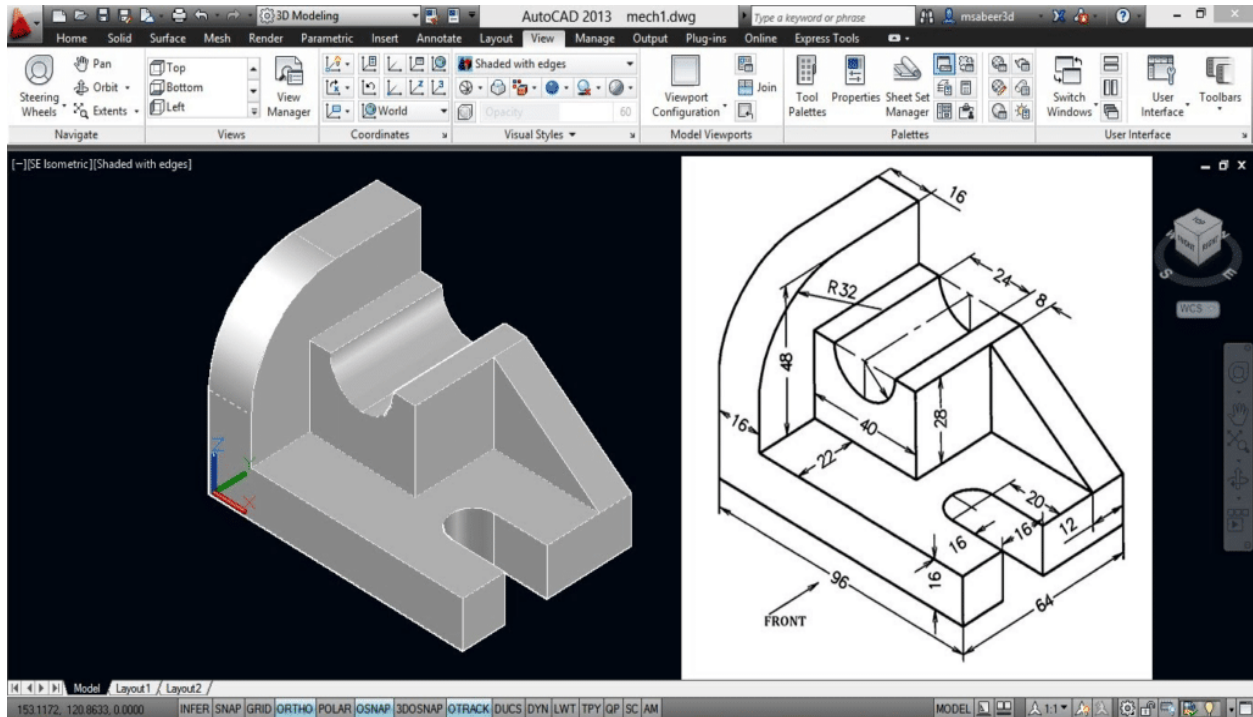 3D Modeling
AutoCAD 2013 mech1.dwg
Type a keyword or phrase
msabeer3d
Home Solid Surface Mesh Render Parametric Insert Annotate Layout View Manage Output Plug-ins Online Express Tools
Steering Wheels
Pan
Orbit
Extents
Navigate
Top
Bottom
Left
View Manager
Views
World
Coordinates
Shaded with edges
Opacity 60
Visual Styles
Viewport Configuration
Join
Model Viewports
Tool Palettes
Properties
Sheet Set Manager
Palettes
Switch Windows
User Interface
Toolbars
User Interface
[−][SE Isometric][Shaded with edges]
Z
Y
X
16
24
8
R32
48
40
28
16
22
20
16
16
12
16
96
64
FRONT
TOP
FRONT
RIGHT
S
E
WCS
Model Layout1 Layout2
153.1172, 120.8633, 0.0000
INFER SNAP GRID ORTHO POLAR OSNAP 3DOSNAP OTRACK DUCS DYN LWT TPY QP SC AM
MODEL
1:1